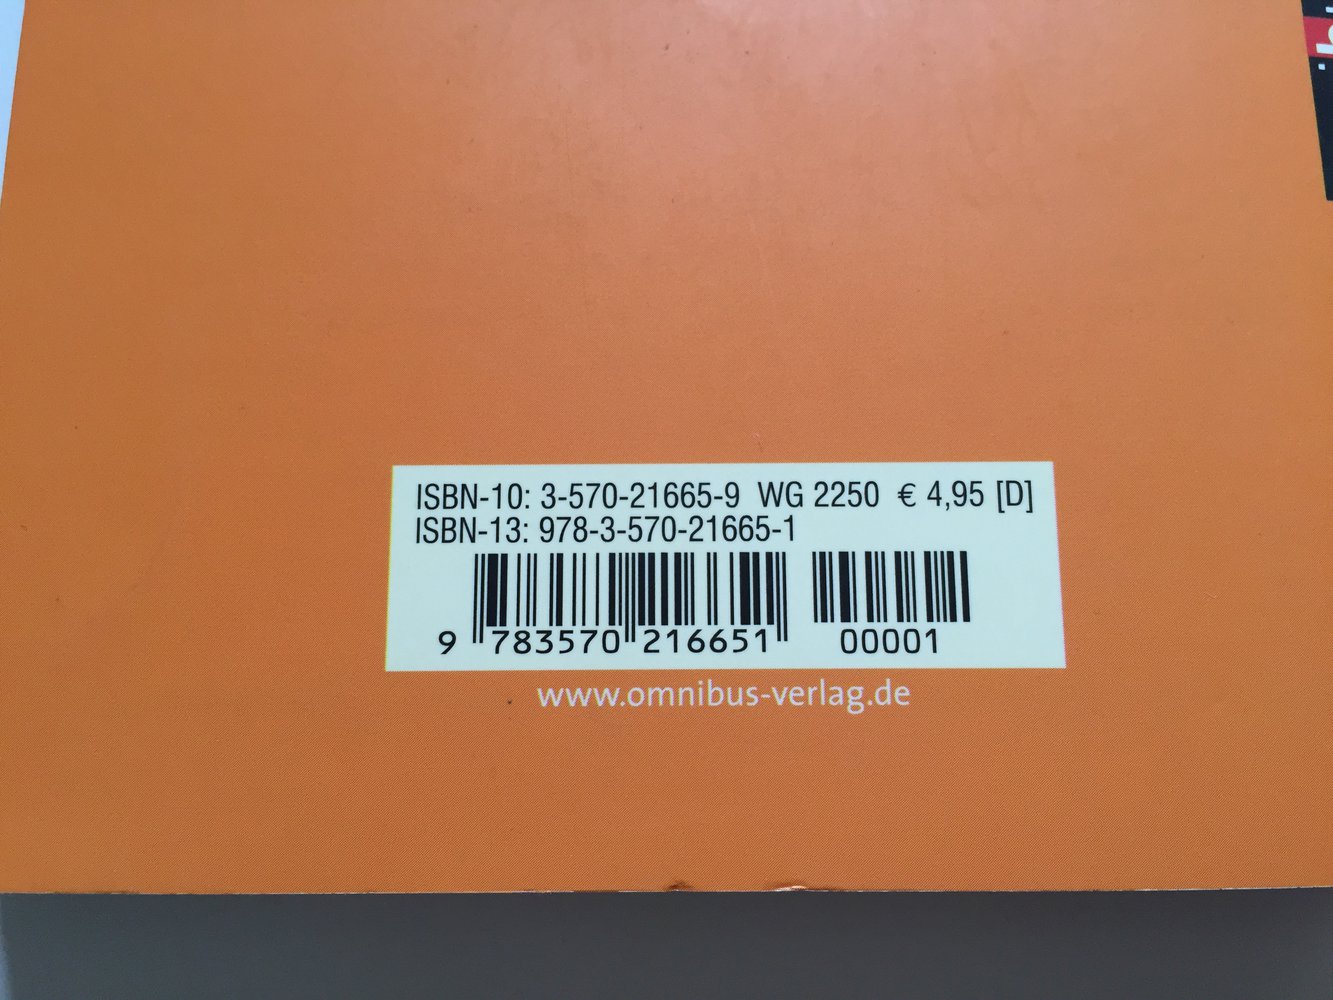 ISBN-10: 3-570-21665-9 WG 2250 € 4,95 [D]
ISBN-13: 978-3-570-21665-1
9 783570 216651 00001
www.omnibus-verlag.de